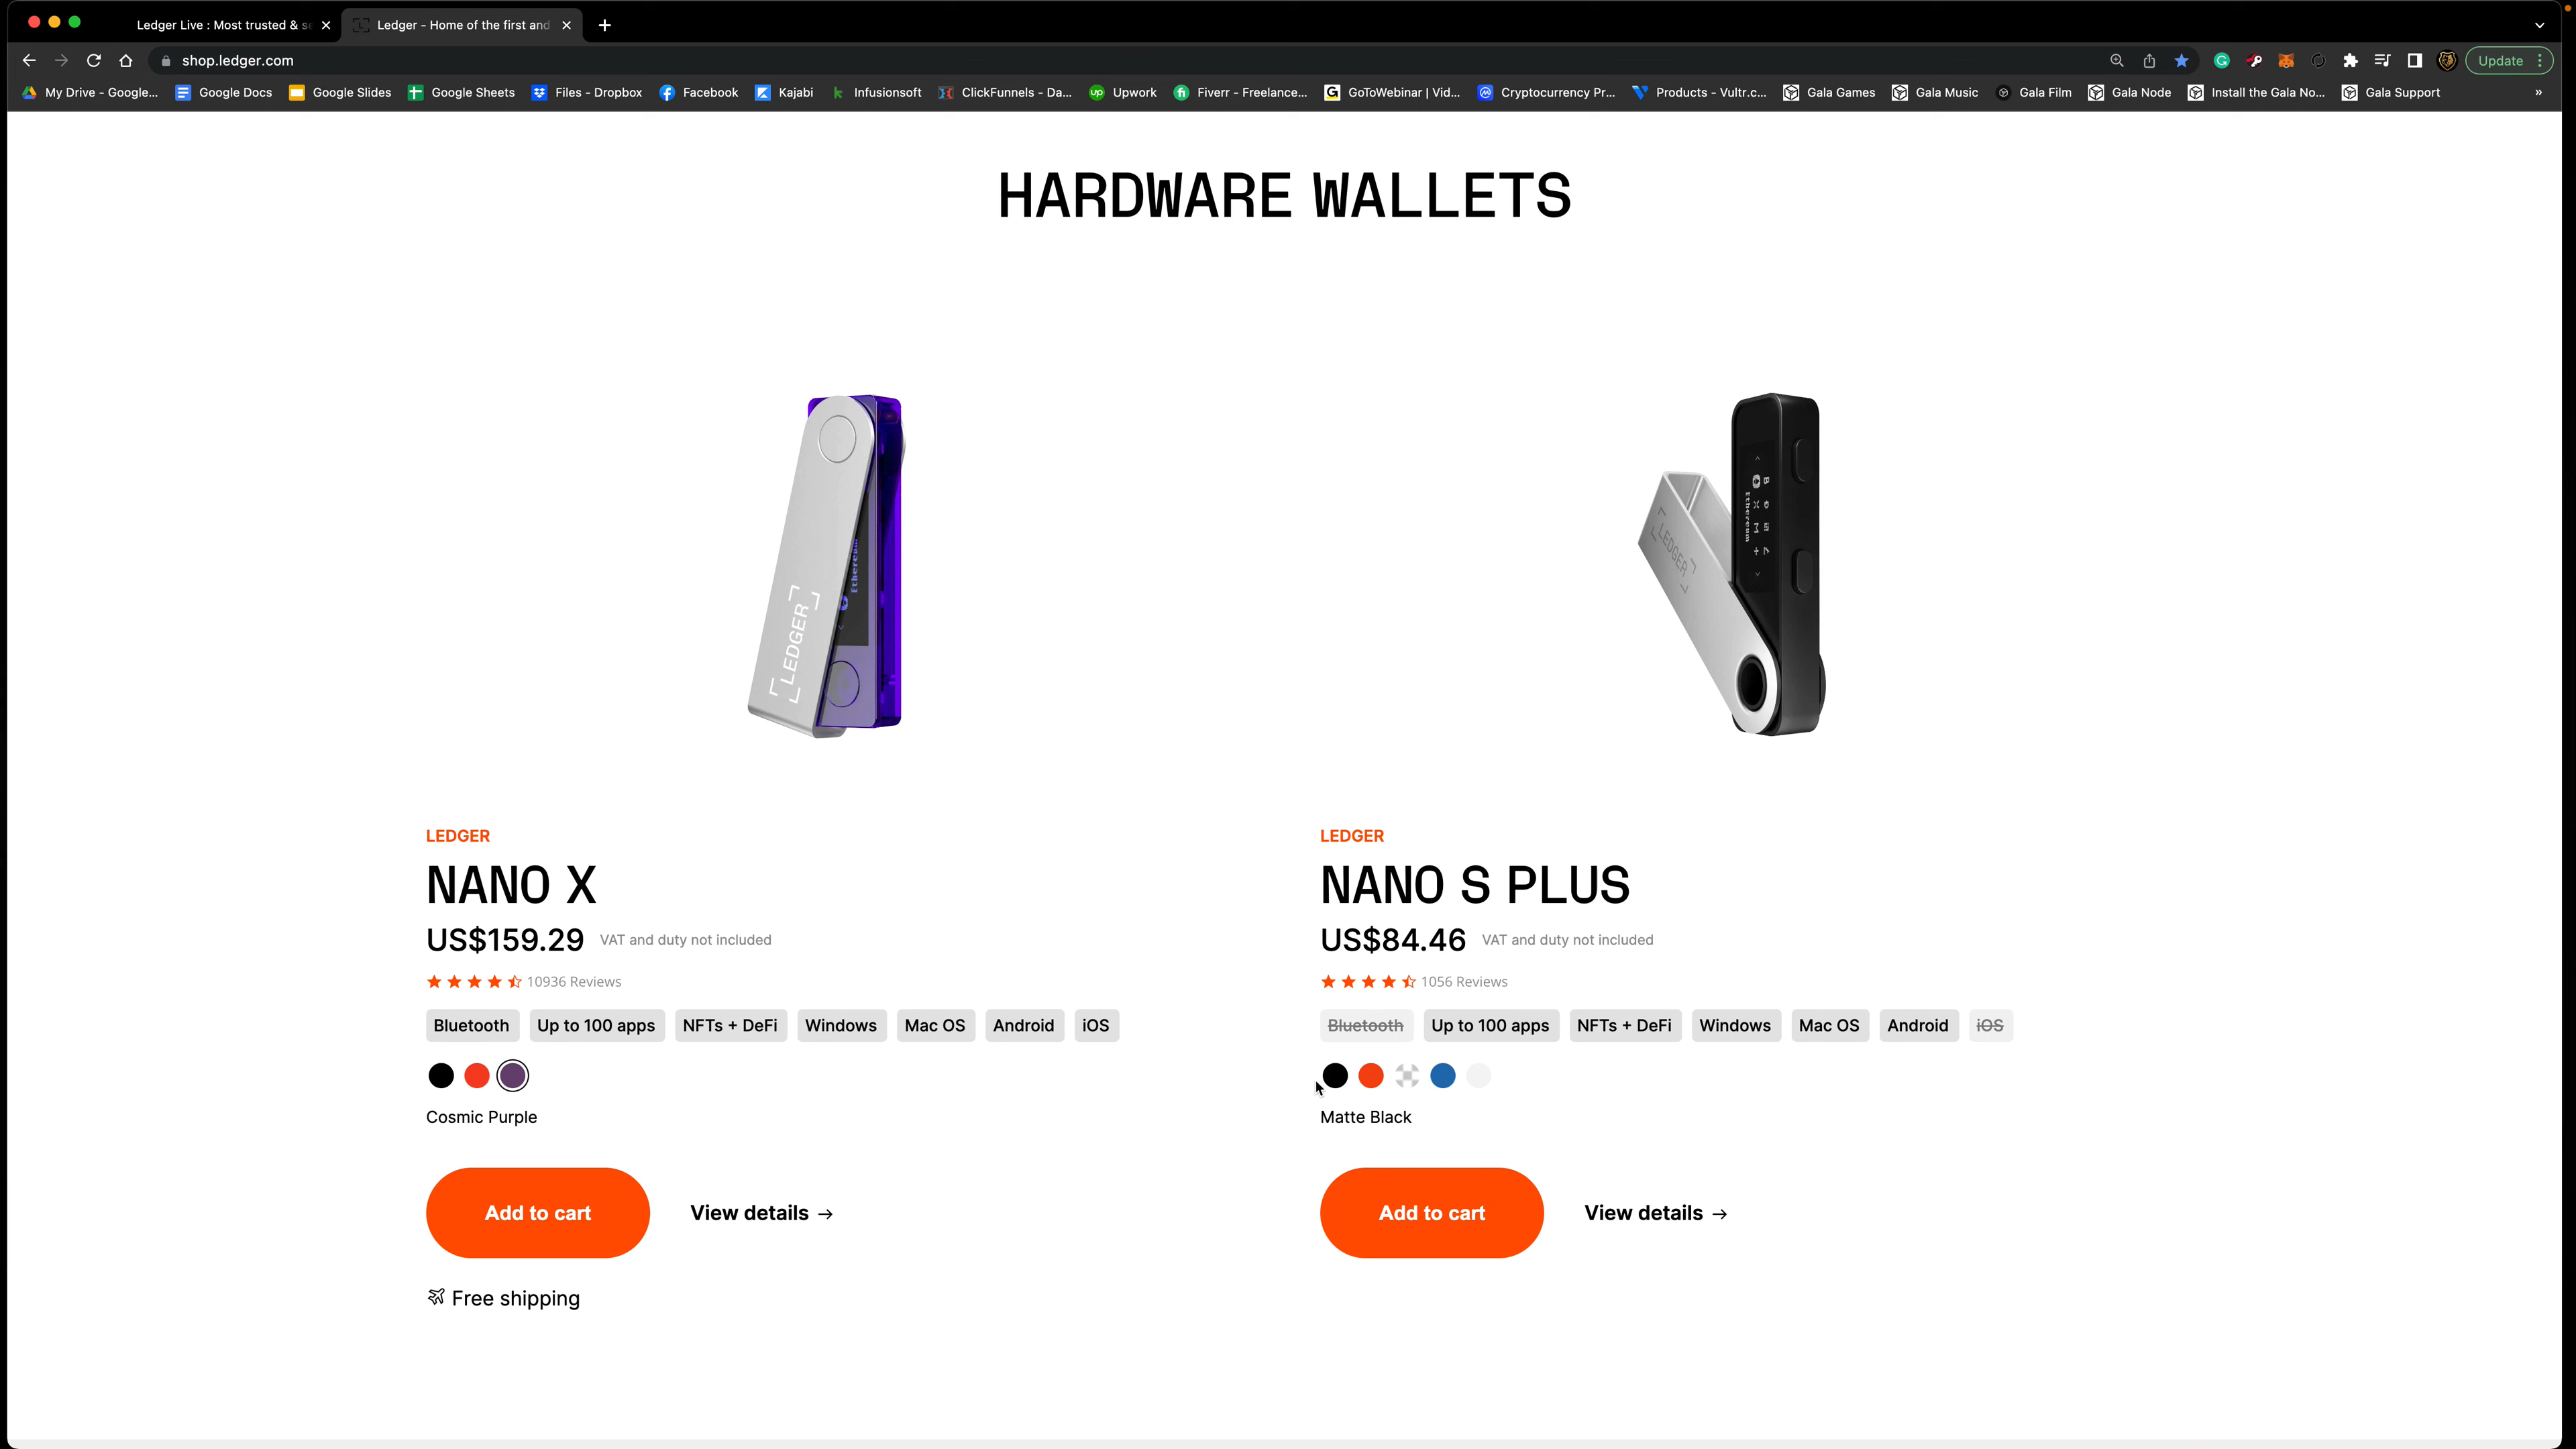 Ledger Live : Most trusted & se
Ledger - Home of the first and
shop.ledger.com
Update
My Drive - Google...
Google Docs
Google Slides
Google Sheets
Files - Dropbox
Facebook
Kajabi
Infusionsoft
ClickFunnels - Da...
Upwork
Fiverr - Freelance...
GoToWebinar | Vid...
Cryptocurrency Pr...
Products - Vultr.c...
Gala Games
Gala Music
Gala Film
Gala Node
Install the Gala No...
Gala Support
»
HARDWARE WALLETS
LEDGER
Ethereum
LEDGER
Ethereum
LEDGER
NANO X
US$159.29 VAT and duty not included
10936 Reviews
Bluetooth Up to 100 apps NFTs + DeFi Windows Mac OS Android iOS
Cosmic Purple
Add to cart View details →
Free shipping
LEDGER
NANO S PLUS
US$84.46 VAT and duty not included
1056 Reviews
Bluetooth Up to 100 apps NFTs + DeFi Windows Mac OS Android iOS
Matte Black
Add to cart View details →